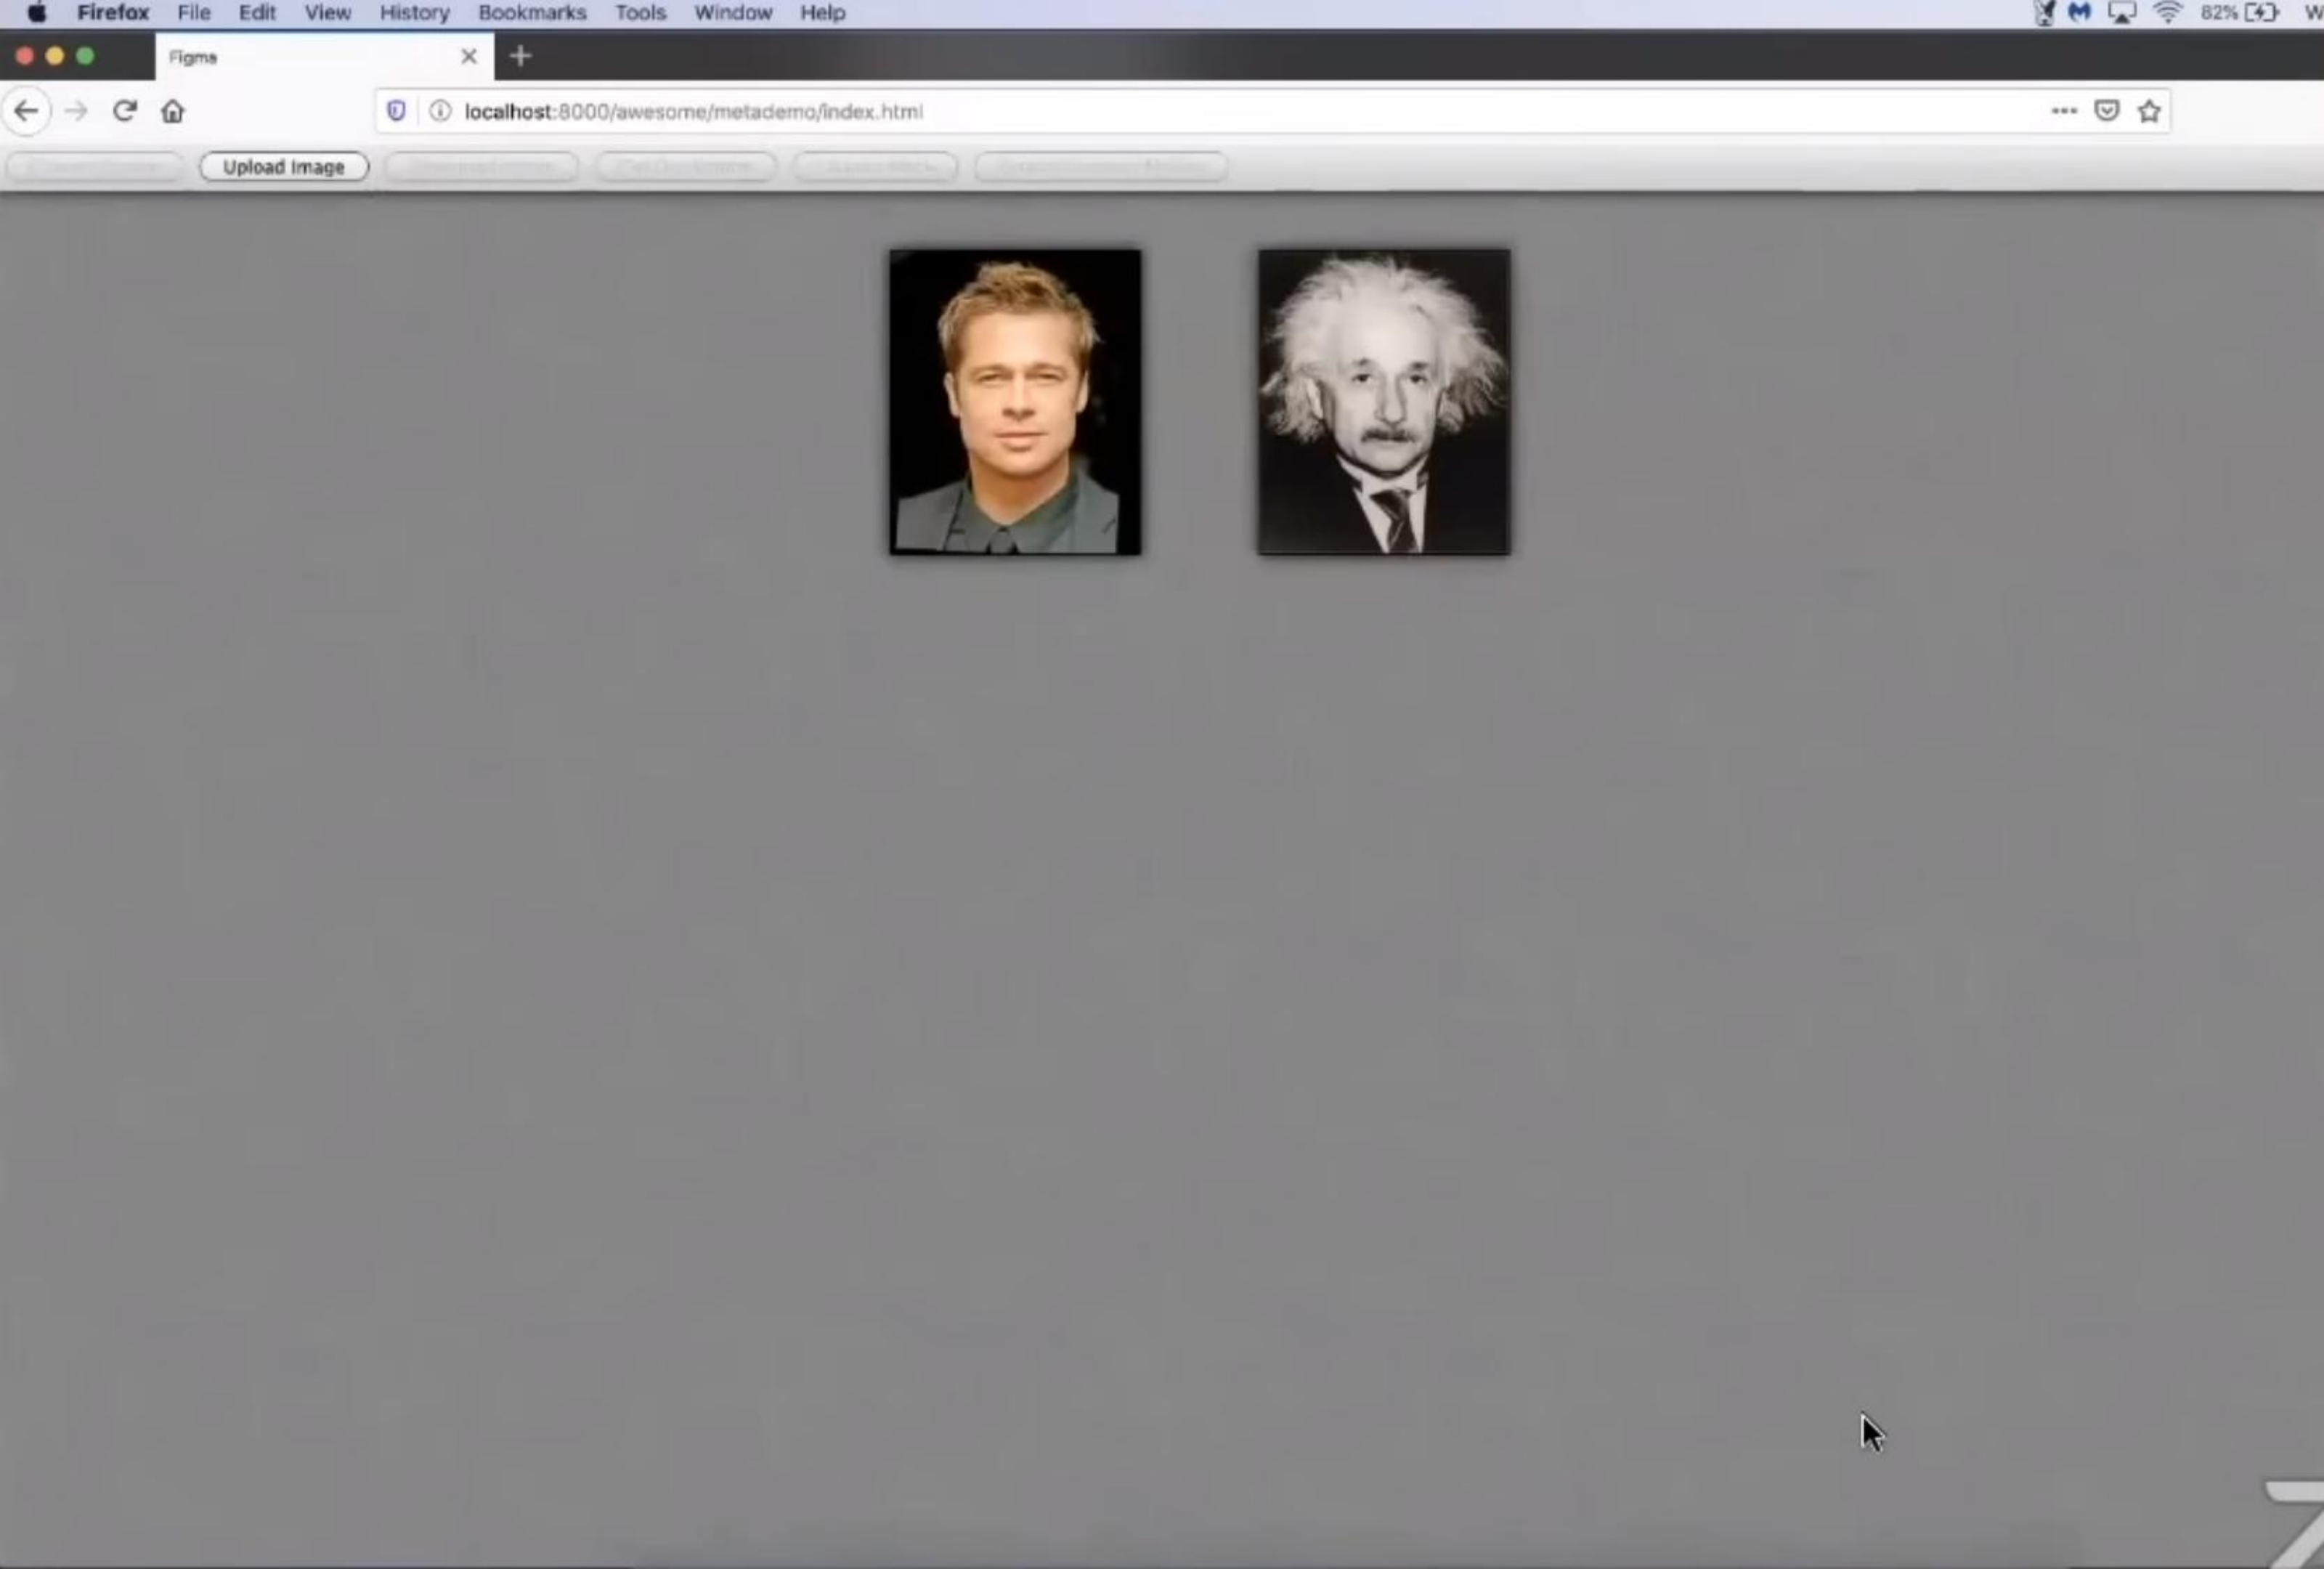 Firefox File Edit View History Bookmarks Tools Window Help 82%
Figma
localhost:8000/awesome/metademo/index.html
Upload Image